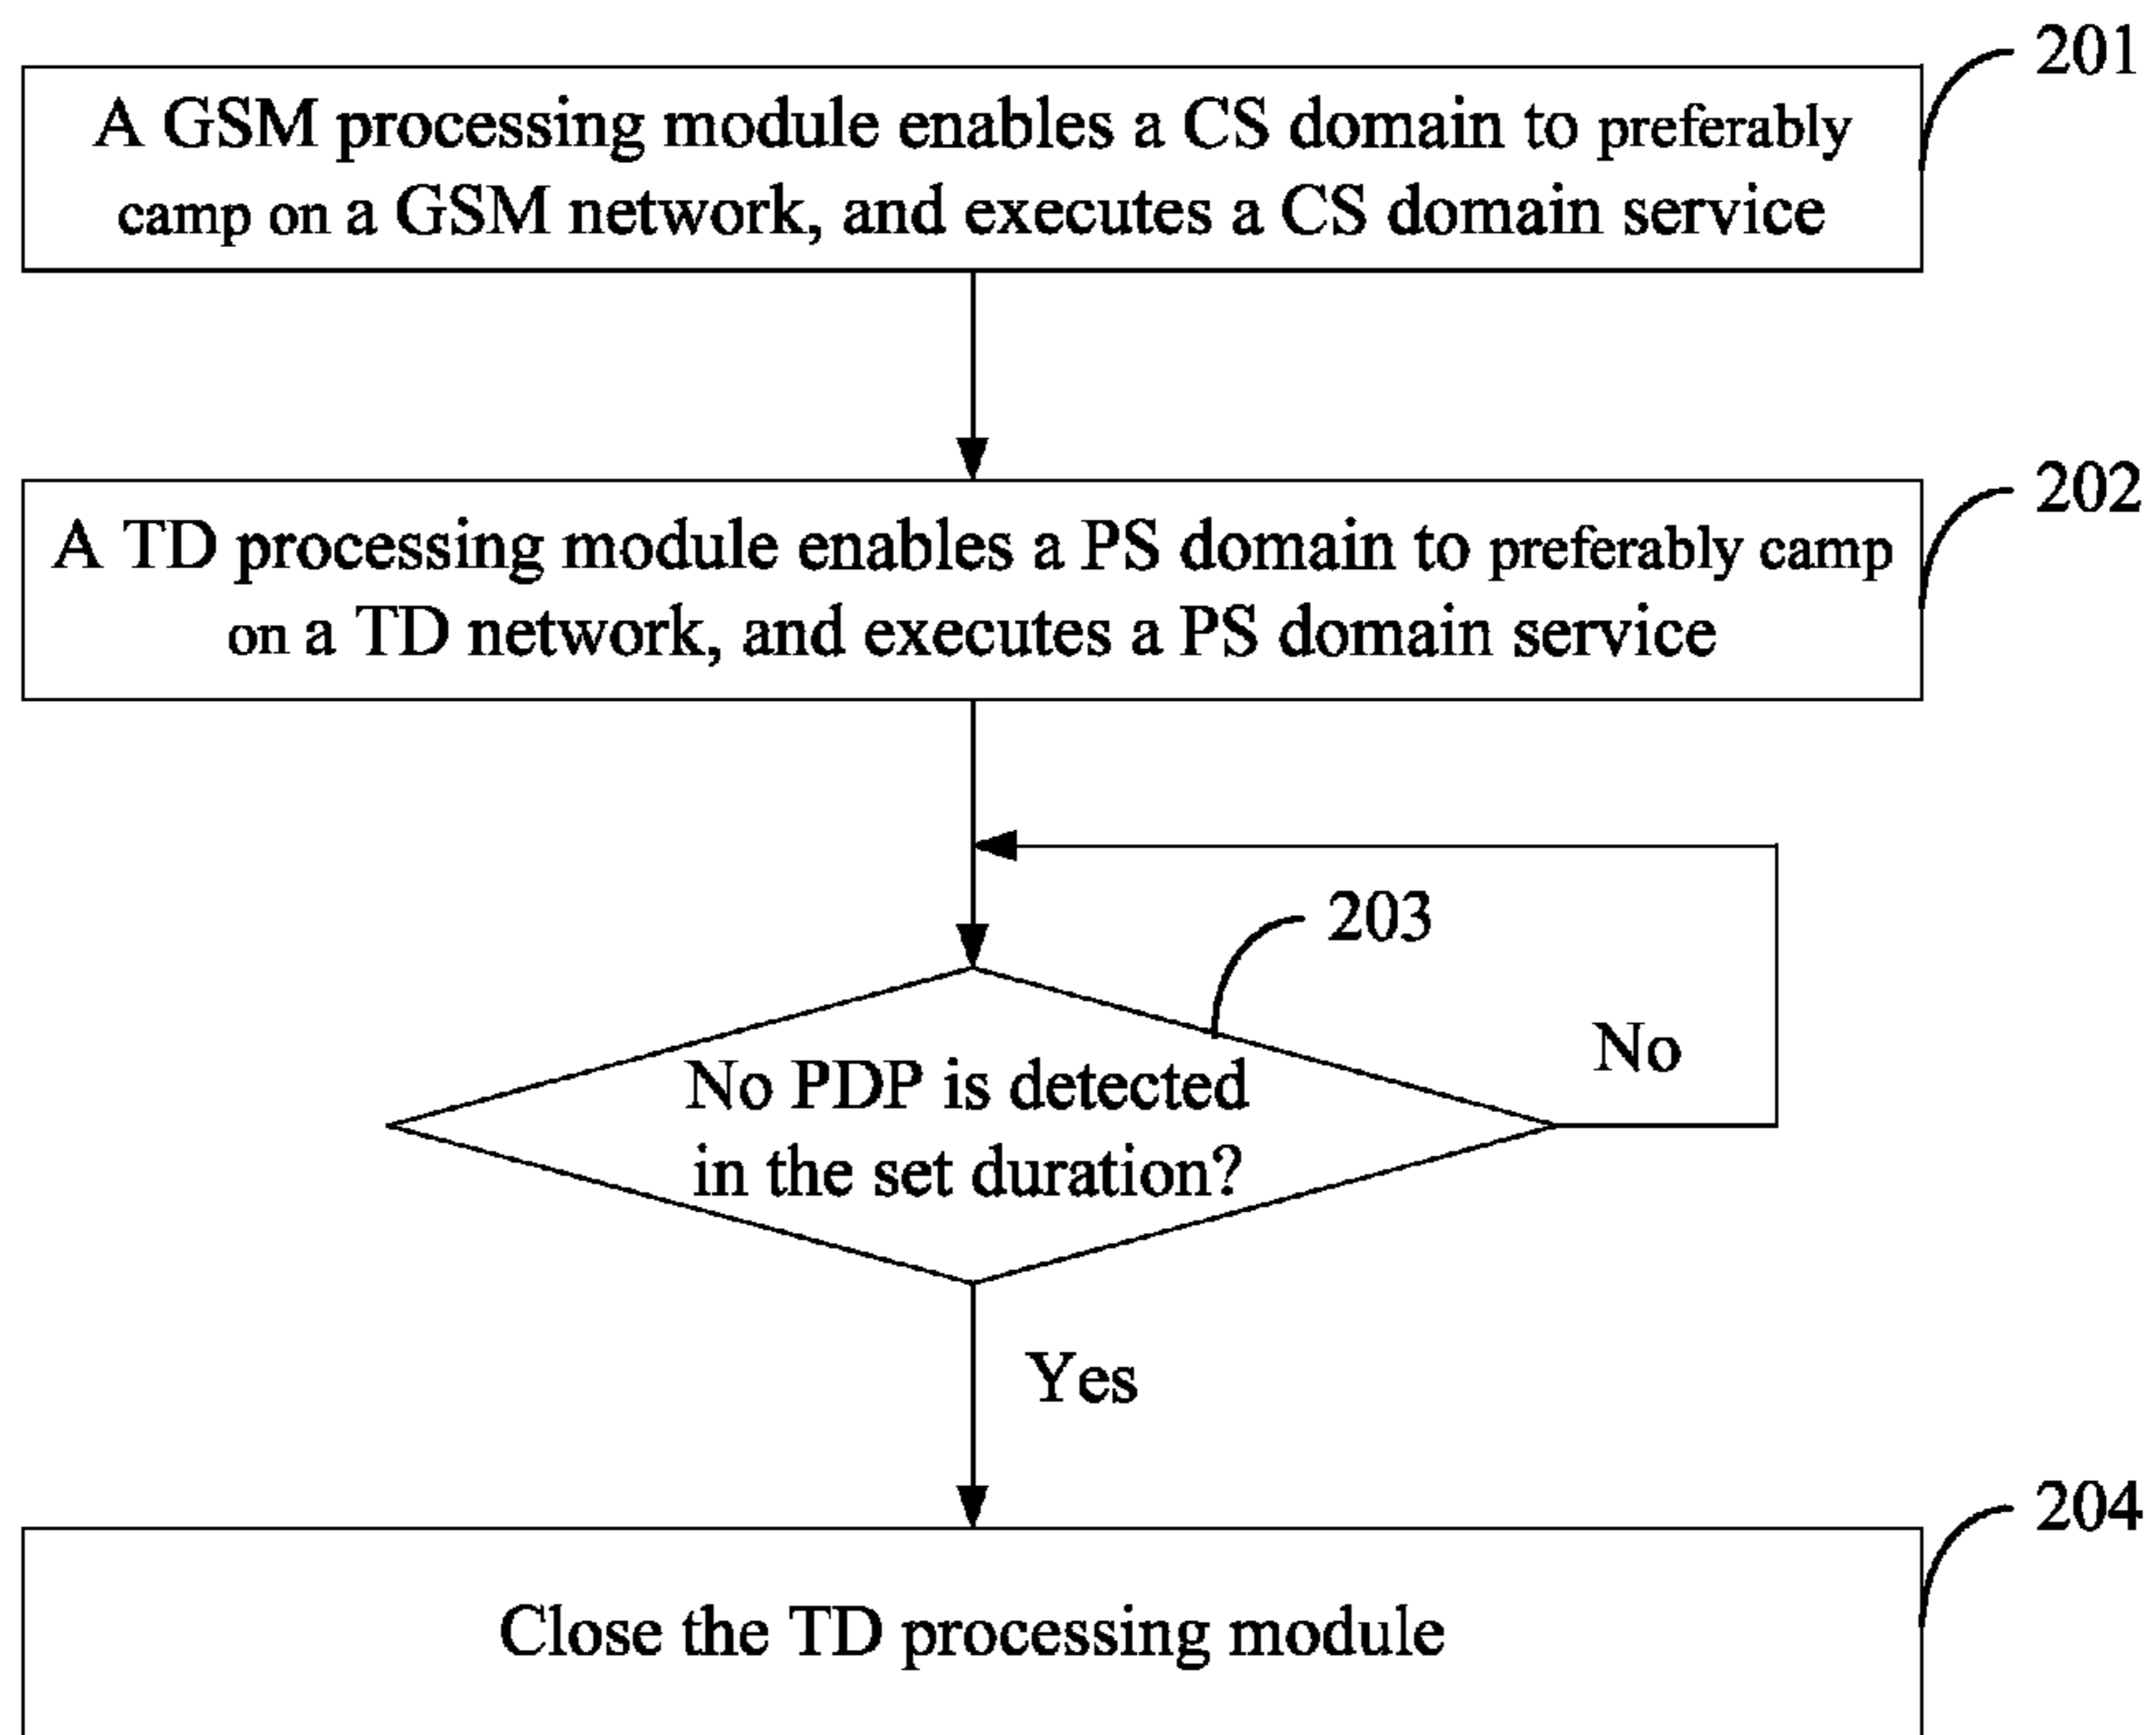 201
A GSM processing module enables a CS domain to preferably
camp on a GSM network, and executes a CS domain service
202
A TD processing module enables a PS domain to preferably camp
on a TD network, and executes a PS domain service
203
No PDP is detected
in the set duration?
No
Yes
204
Close the TD processing module